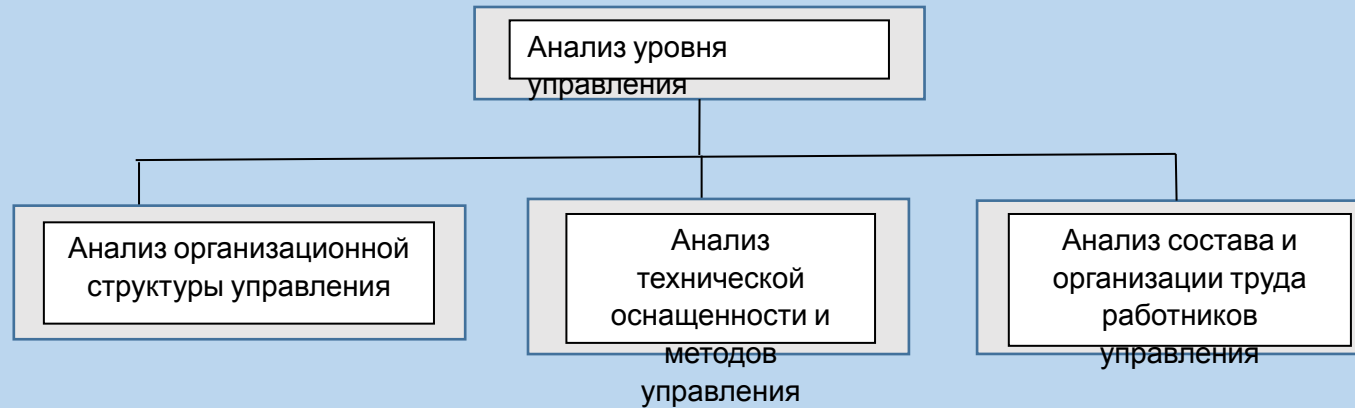 Анализ уровня
управления
Анализ организационной
структуры управления
Анализ
технической
оснащенности и
методов
управления
Анализ состава и
организации труда
работников
управления